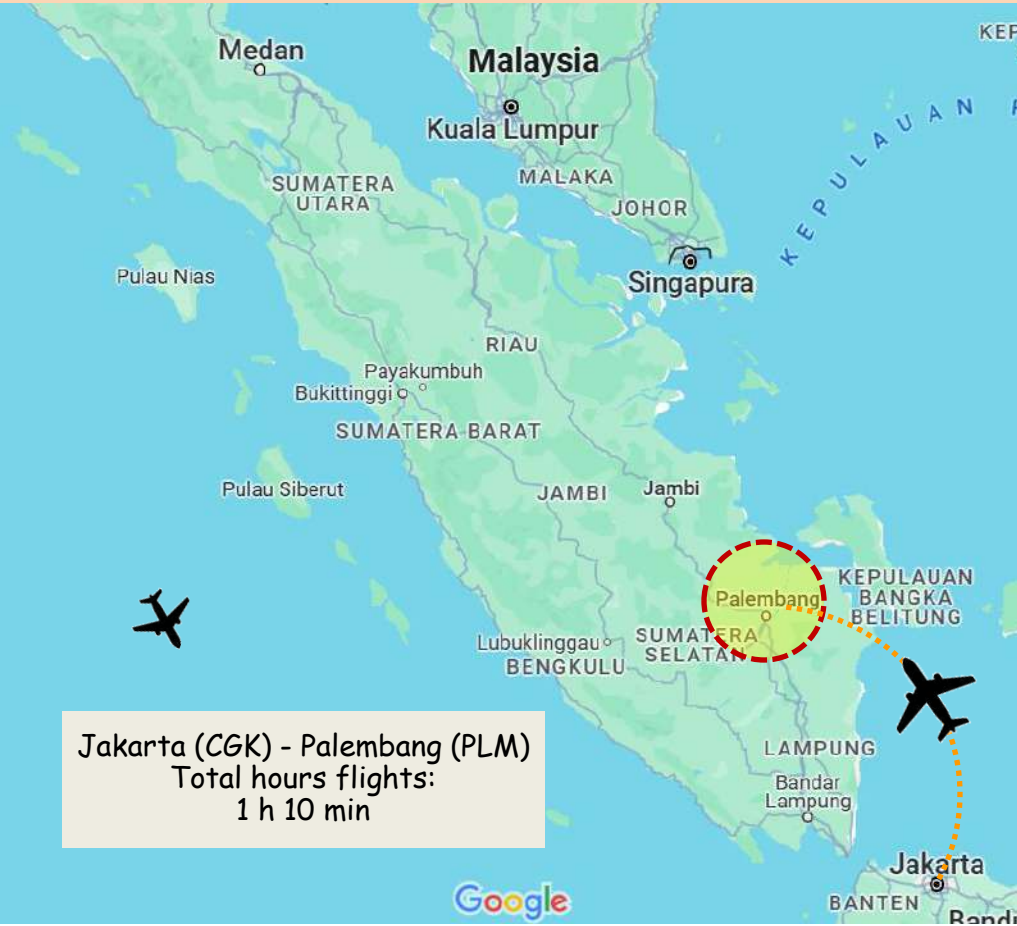 KEP
Medan
Malaysia
Kuala Lumpur
KEPULAUAN
MALAKA
SUMATERA
UTARA
JOHOR
Pulau Nias
Singapura
RIAU
Payakumbuh
Bukittinggi
SUMATERA BARAT
Pulau Siberut
JAMBI
Jambi
KEPULAUAN
BANGKA
BELITUNG
Palembang
SUMATERA
SELATAN
Lubuklinggau
BENGKULU
Jakarta (CGK) - Palembang (PLM)
Total hours flights:
1 h 10 min
LAMPUNG
Bandar
Lampung
Jakarta
BANTEN
Bandu
Google